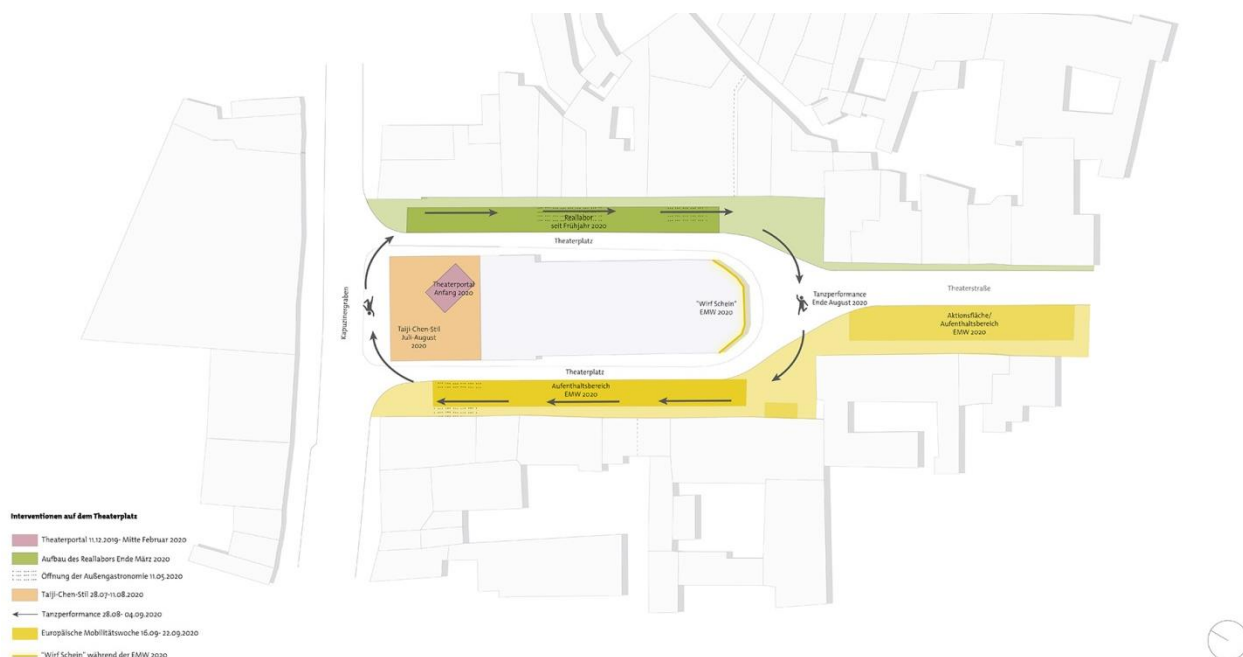 Reallabor
seit Frühjahr 2020
Theaterplatz
Theaterstraße
Theaterportal
Anfang 2020
"Wirf Schein"
EMW 2020
Tanzperformance
Ende August 2020
Kapuzinergraben
Taiji-Chen-Stil
Juli-August
2020
Aktionsfläche/
Aufenthaltsbereich
EMW 2020
Theaterplatz
Aufenthaltsbereich
EMW 2020
Interventionen auf dem Theaterplatz
Theaterportal 11.12.2019- Mitte Februar 2020
Aufbau des Reallabors Ende März 2020
Öffnung der Außengastronomie 11.05.2020
Taiji-Chen-Stil 28.07-11.08.2020
Tanzperformance 28.08- 04.09.2020
Europäische Mobilitätswoche 16.09- 22.09.2020
"Wirf Schein" während der EMW 2020